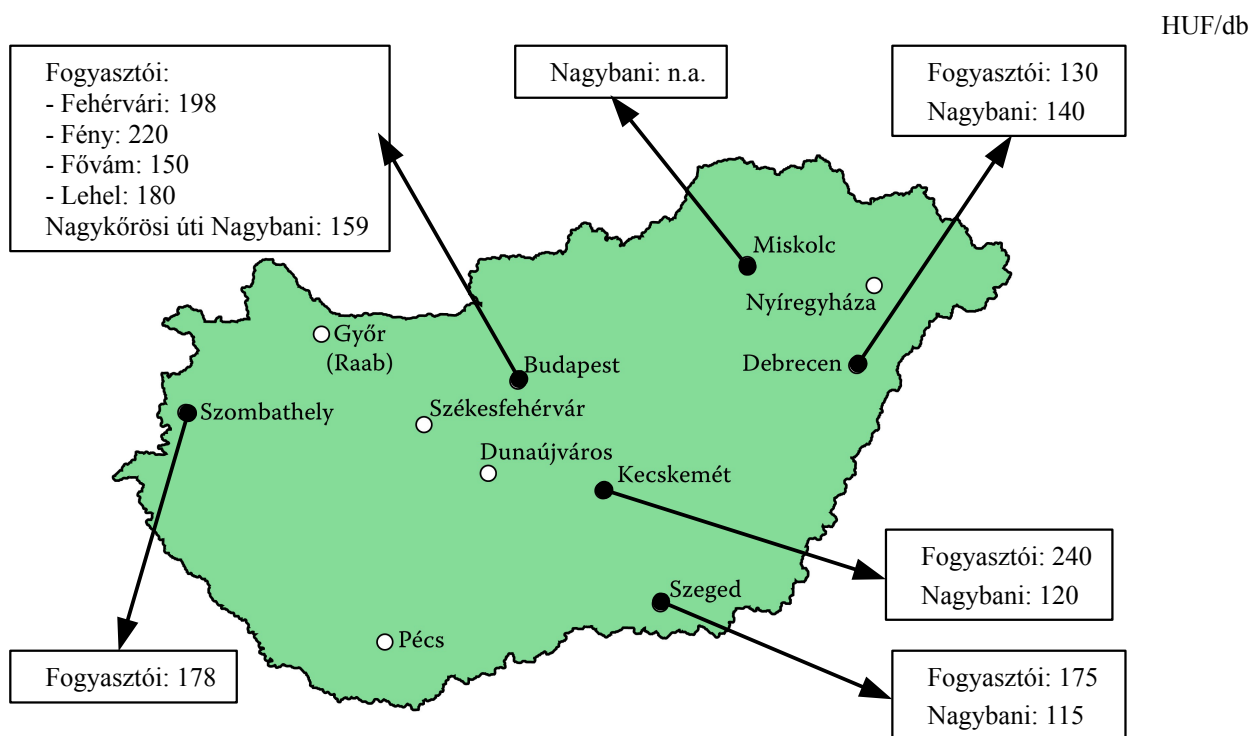 HUF/db
Fogyasztói:
- Fehérvári: 198
- Fény: 220
- Fővám: 150
- Lehel: 180
Nagykőrösi úti Nagybani: 159
Nagybani: n.a.
Fogyasztói: 130
Nagybani: 140
Miskolc
Nyíregyháza
Győr
(Raab)
Budapest
Debrecen
Szombathely
Székesfehérvár
Dunaújváros
Kecskemét
Fogyasztói: 240
Nagybani: 120
Szeged
Pécs
Fogyasztói: 178
Fogyasztói: 175
Nagybani: 115